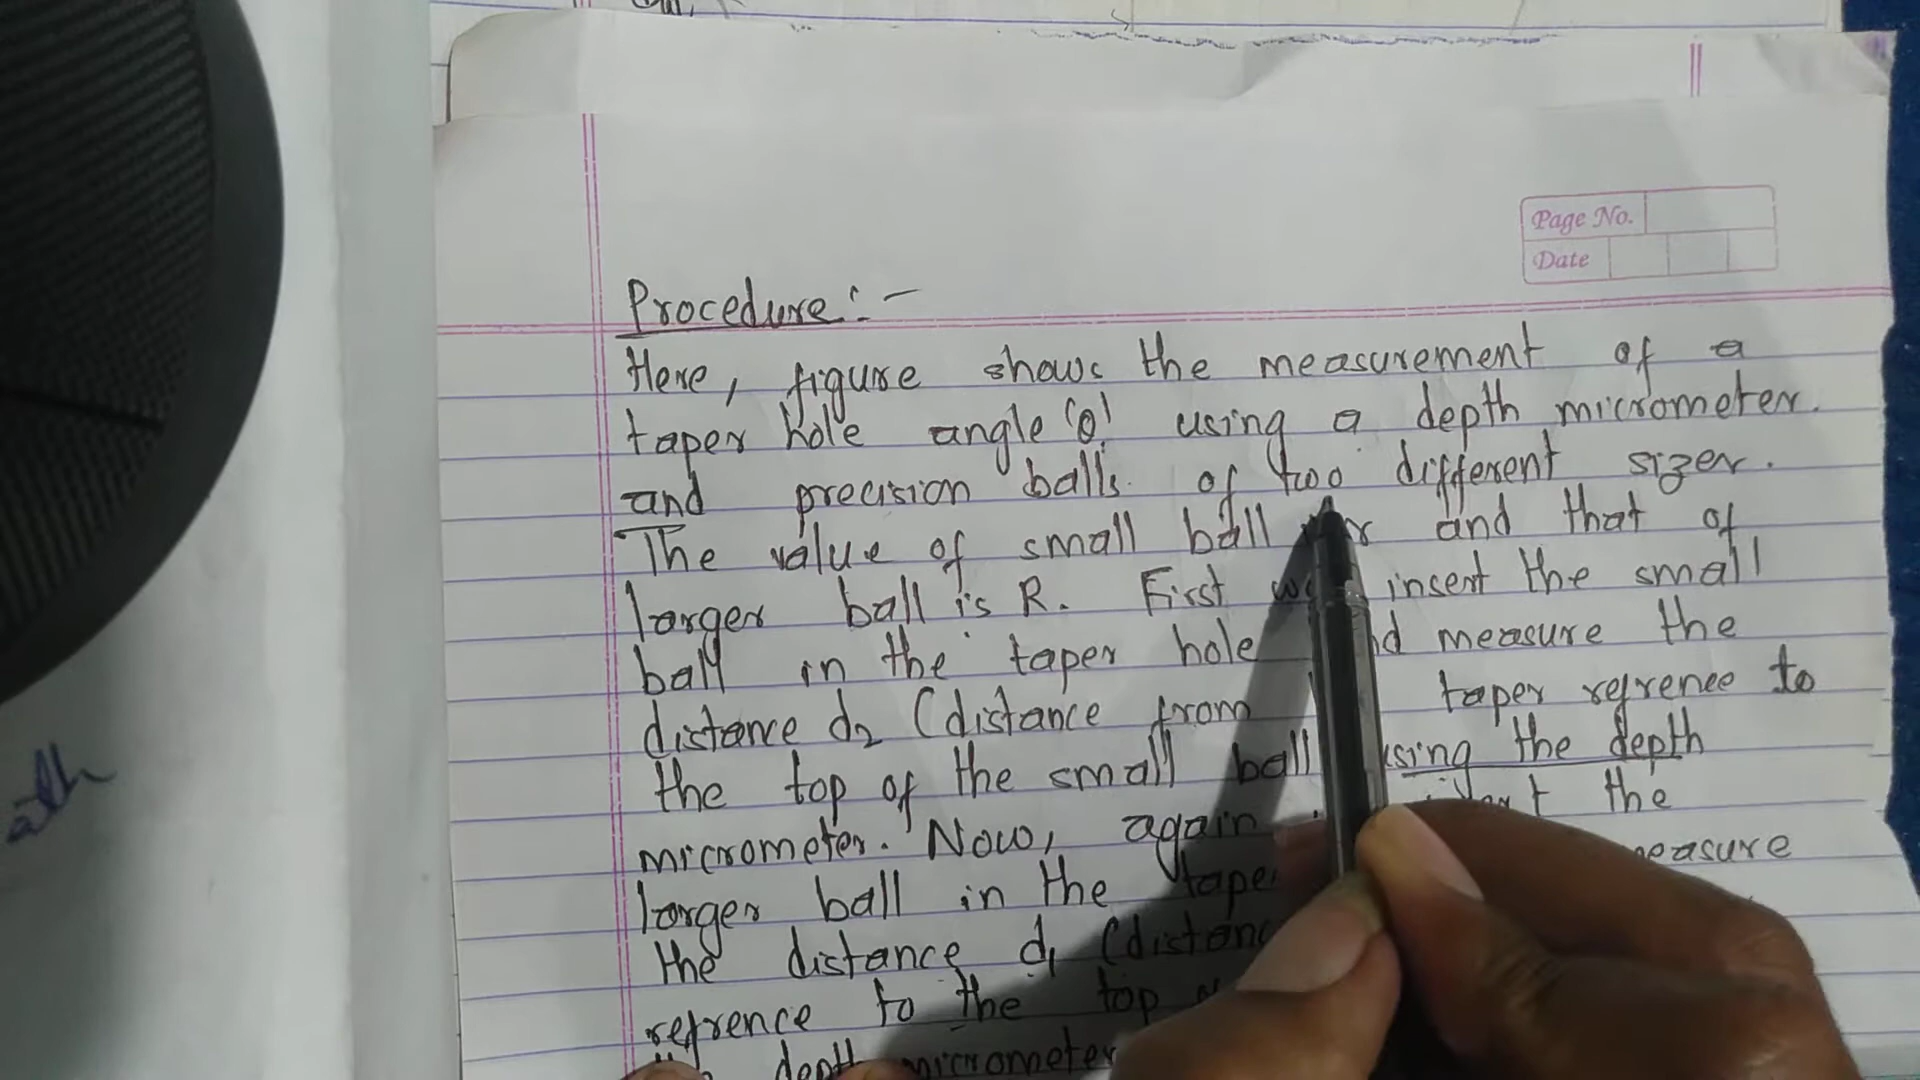 Page No.
Date
Procedure:-
Here, figure shows the measurement of a
taper hole angle 'θ' using a depth micrometer.
and precision balls. of two different sizer.
The value of small ball r and that of
larger ball is R. First we insert the small
ball in the taper hole measure the
distance d2 (distance from taper refrence to
the top of the small ball using the depth
micrometer. Now, again the
larger ball in the measure
the distance d1
refrence to the top
depth micrometer